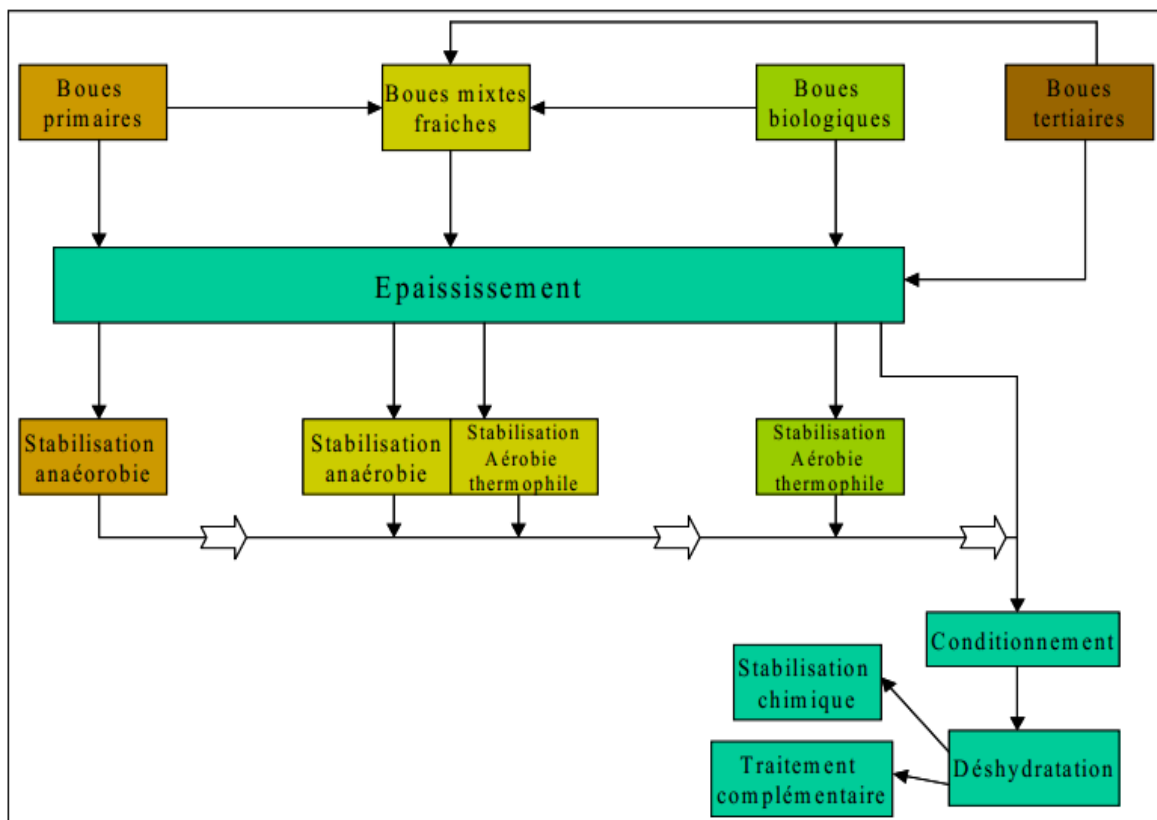 Boues
primaires
Boues mixtes
fraiches
Boues
biologiques
Boues
tertiaires
Epaississement
Stabilisation
anaéorobie
Stabilisation
anaérobie
Stabilisation
Aérobie
thermophile
Stabilisation
Aérobie
thermophile
Conditionnement
Stabilisation
chimique
Déshydratation
Traitement
complémentaire